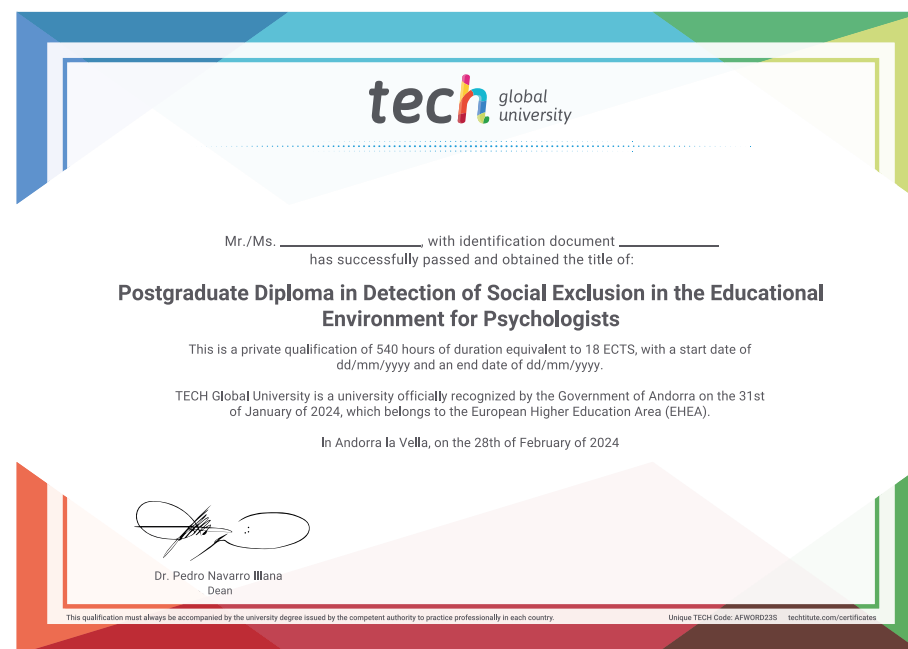 tech global
university
Mr./Ms. ____________, with identification document ____________
has successfully passed and obtained the title of:
Postgraduate Diploma in Detection of Social Exclusion in the Educational
Environment for Psychologists
This is a private qualification of 540 hours of duration equivalent to 18 ECTS, with a start date of
dd/mm/yyyy and an end date of dd/mm/yyyy.
TECH Global University is a university officially recognized by the Government of Andorra on the 31st
of January of 2024, which belongs to the European Higher Education Area (EHEA).
In Andorra la Vella, on the 28th of February of 2024
Dr. Pedro Navarro Illana
Dean
This qualification must always be accompanied by the university degree issued by the competent authority to practice professionally in each country.
Unique TECH Code: AFWORD23S techtitute.com/certificates